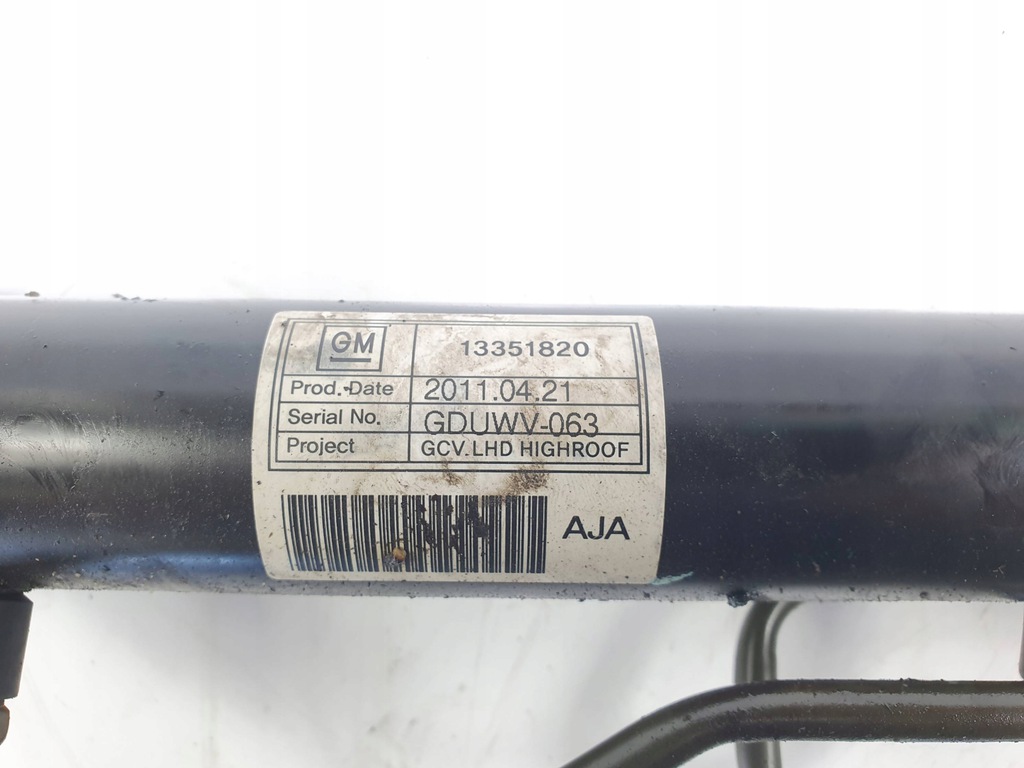 GM 13351820
Prod. Date 2011.04.21
Serial No. GDUWV-063
Project GCV.LHD HIGHROOF
AJA